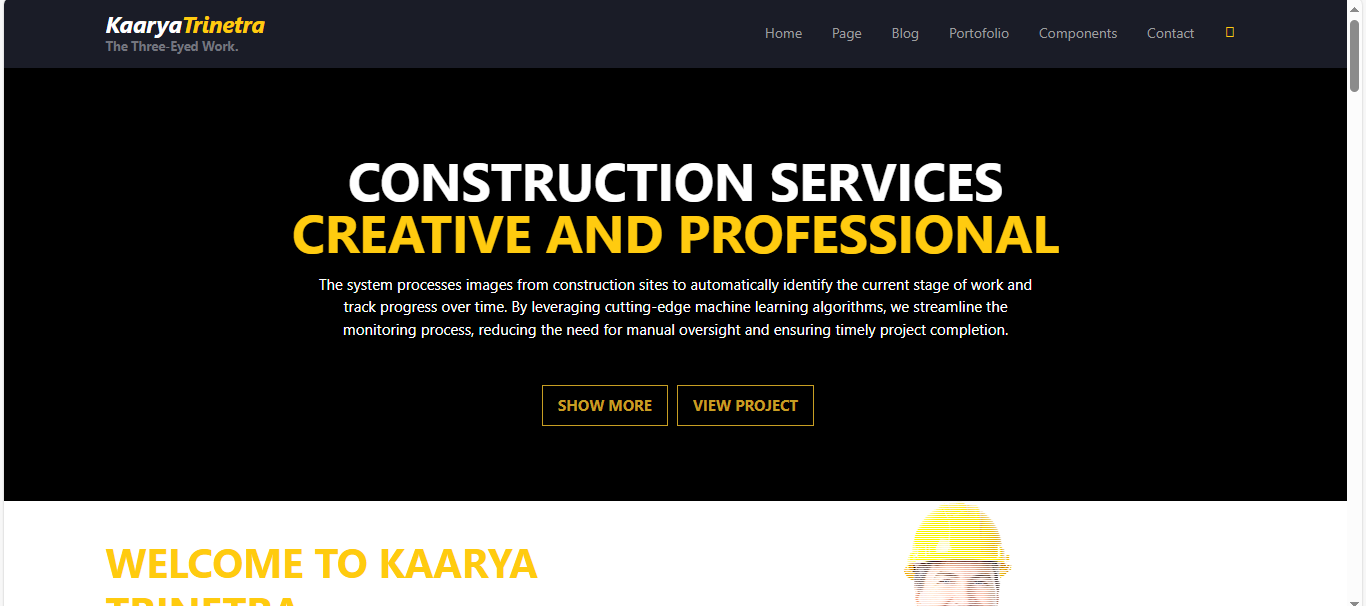 KaaryaTrinetra
The Three-Eyed Work.
Home Page Blog Portofolio Components Contact
CONSTRUCTION SERVICES
CREATIVE AND PROFESSIONAL
The system processes images from construction sites to automatically identify the current stage of work and
track progress over time. By leveraging cutting-edge machine learning algorithms, we streamline the
monitoring process, reducing the need for manual oversight and ensuring timely project completion.
SHOW MORE VIEW PROJECT
WELCOME TO KAARYA
TRINETRA